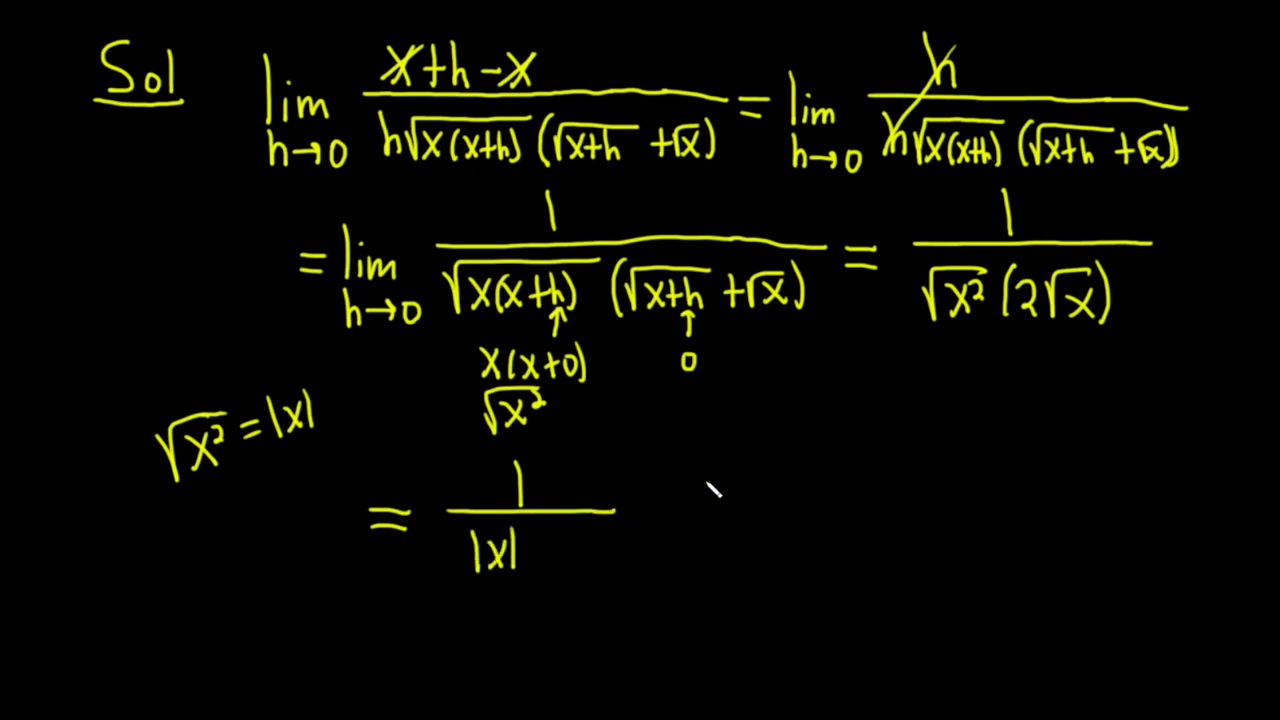 Sol lim h→0 x+h-x / h√x(x+h) (√x+h +√x) = lim h→0 h / h√x(x+h) (√x+h +√x))
= lim h→0 1 / √x(x+h) (√x+h +√x) = 1 / √x² (2√x)
x(x+0) 0
√x²
√x² = |x|
= 1 / |x|